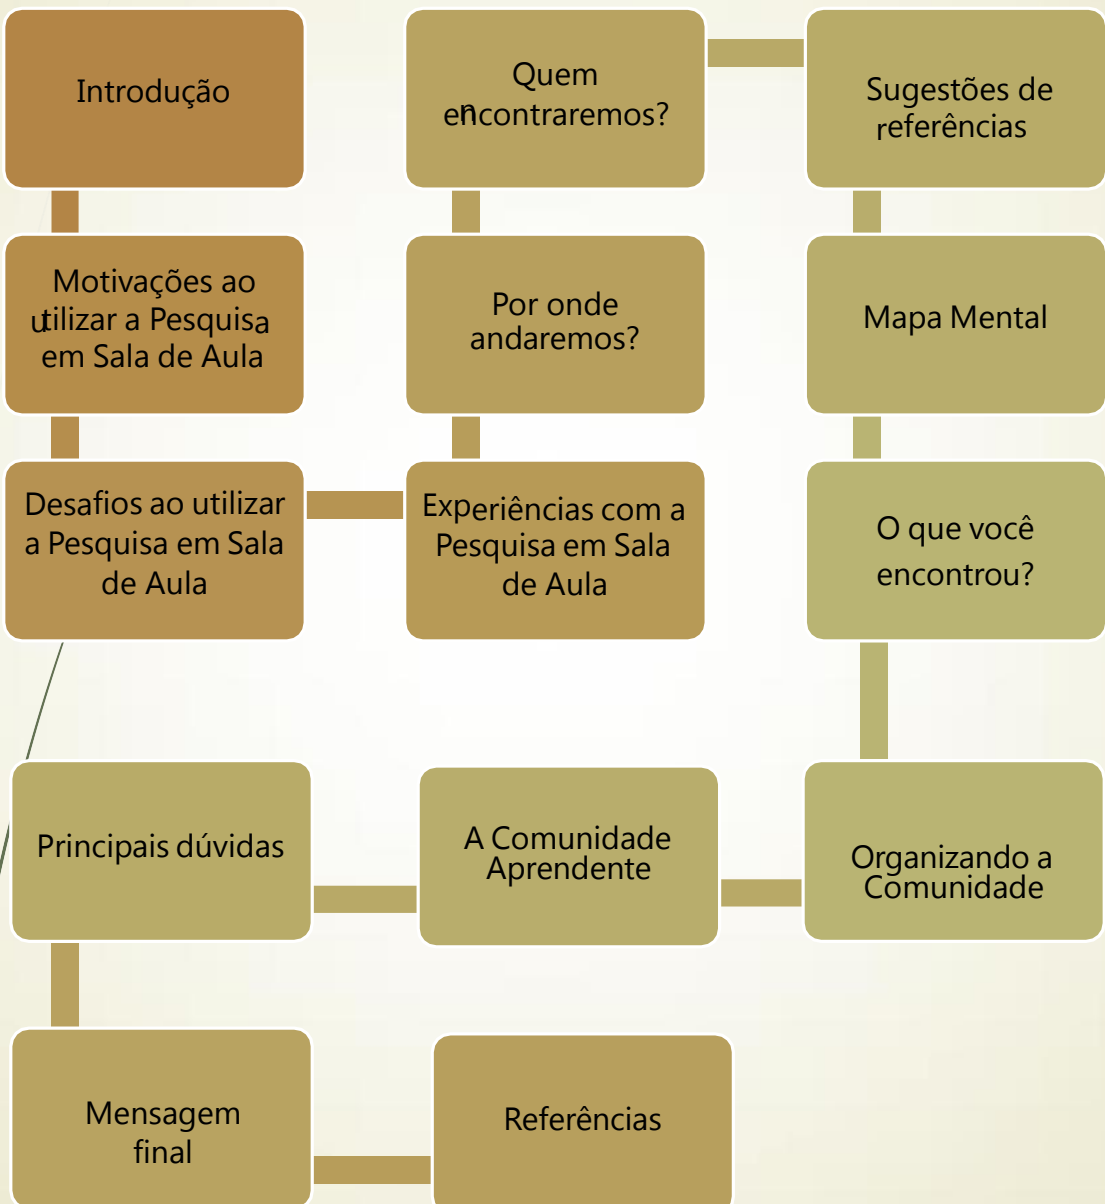 Introdução
Motivações ao
utilizar a Pesquisa
em Sala de Aula
Desafios ao utilizar
a Pesquisa em Sala
de Aula
Experiências com a
Pesquisa em Sala
de Aula
Por onde
andaremos?
Quem
encontraremos?
Sugestões de
referências
Mapa Mental
O que você
encontrou?
Organizando a
Comunidade
A Comunidade
Aprendente
Principais dúvidas
Mensagem
final
Referências